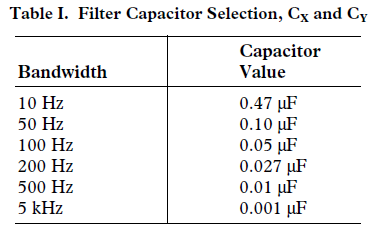 Table I. Filter Capacitor Selection, CX and CY
Capacitor
Bandwidth Value
10 Hz 0.47 μF
50 Hz 0.10 μF
100 Hz 0.05 μF
200 Hz 0.027 μF
500 Hz 0.01 μF
5 kHz 0.001 μF